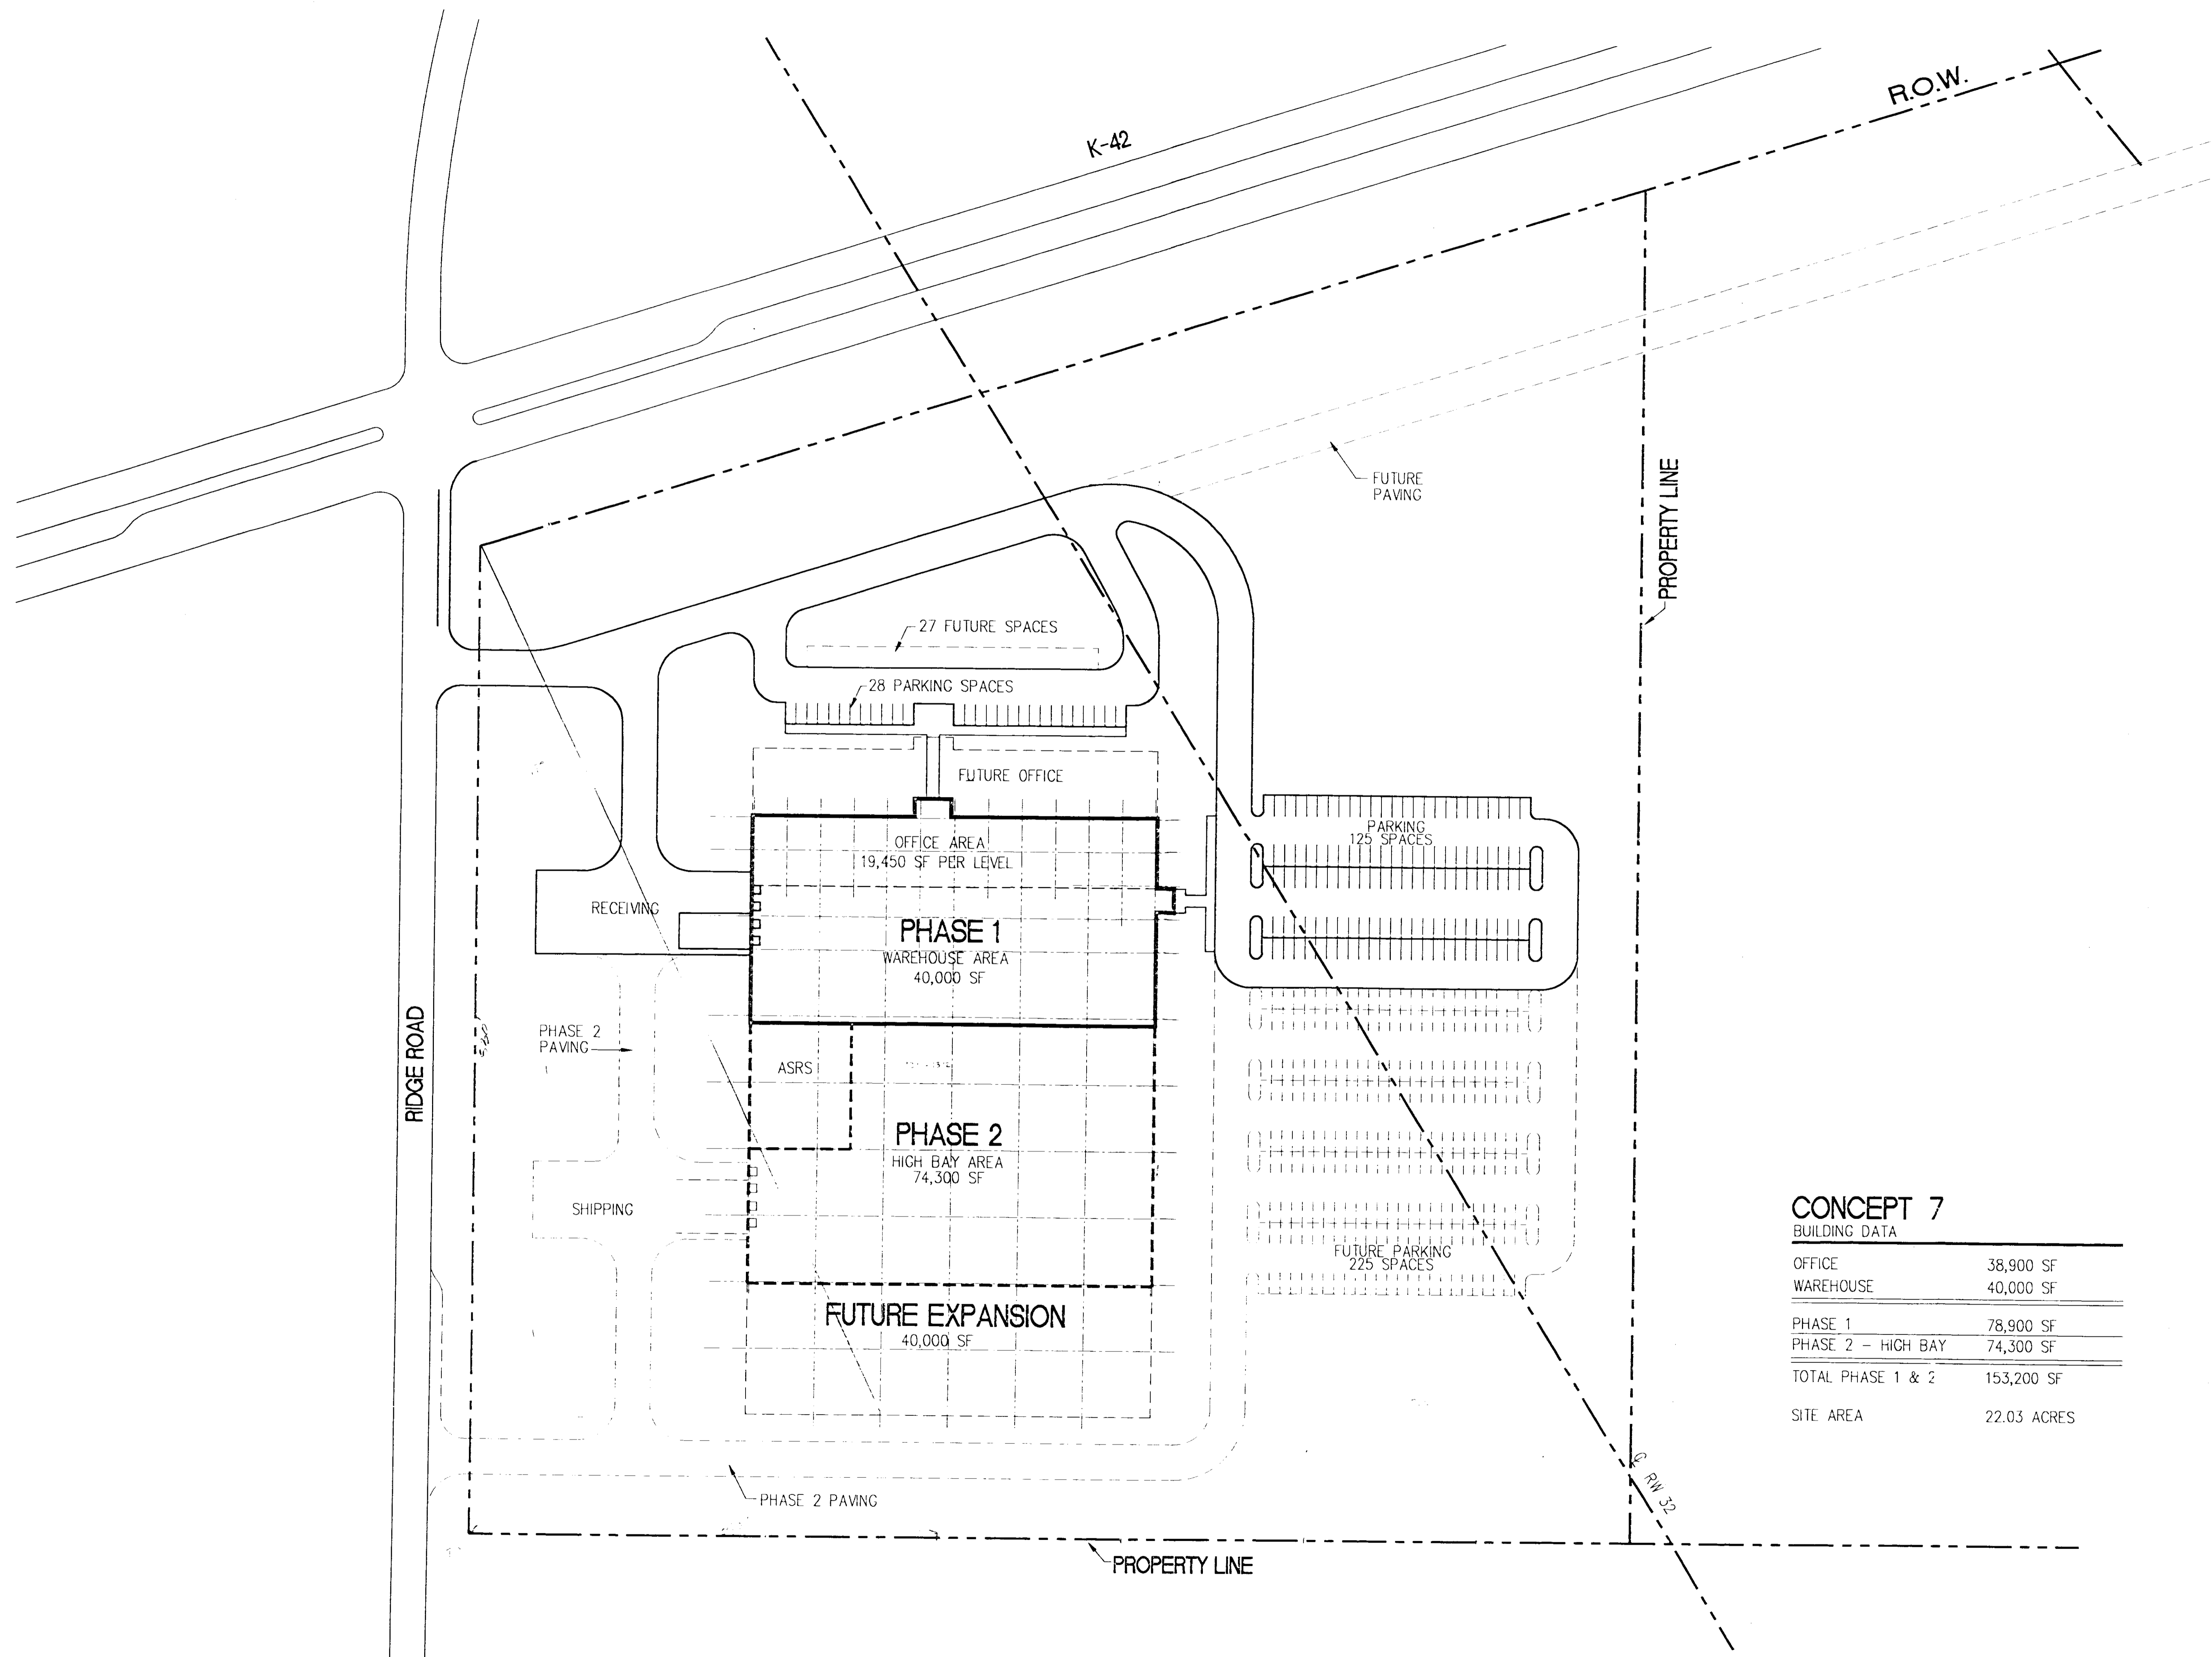 R.O.W.
K-42
FUTURE
PAVING
PROPERTY LINE
27 FUTURE SPACES
28 PARKING SPACES
FUTURE OFFICE
OFFICE AREA
19,450 SF PER LEVEL
PARKING
125 SPACES
RECEIVING
PHASE 1
WAREHOUSE AREA
40,000 SF
RIDGE ROAD
PHASE 2
PAVING
ASRS
PHASE 2
HIGH BAY AREA
74,300 SF
SHIPPING
FUTURE PARKING
225 SPACES
FUTURE EXPANSION
40,000 SF
CONCEPT 7
BUILDING DATA
OFFICE 38,900 SF
WAREHOUSE 40,000 SF
PHASE 1 78,900 SF
PHASE 2 - HIGH BAY 74,300 SF
TOTAL PHASE 1 & 2 153,200 SF
SITE AREA 22.03 ACRES
RW 32
PHASE 2 PAVING
PROPERTY LINE